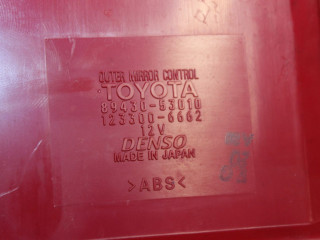 OUTER MIRROR CONTROL
TOYOTA
89430-53010
123300-6662
12V
DENSO
MADE IN JAPAN
>ABS<